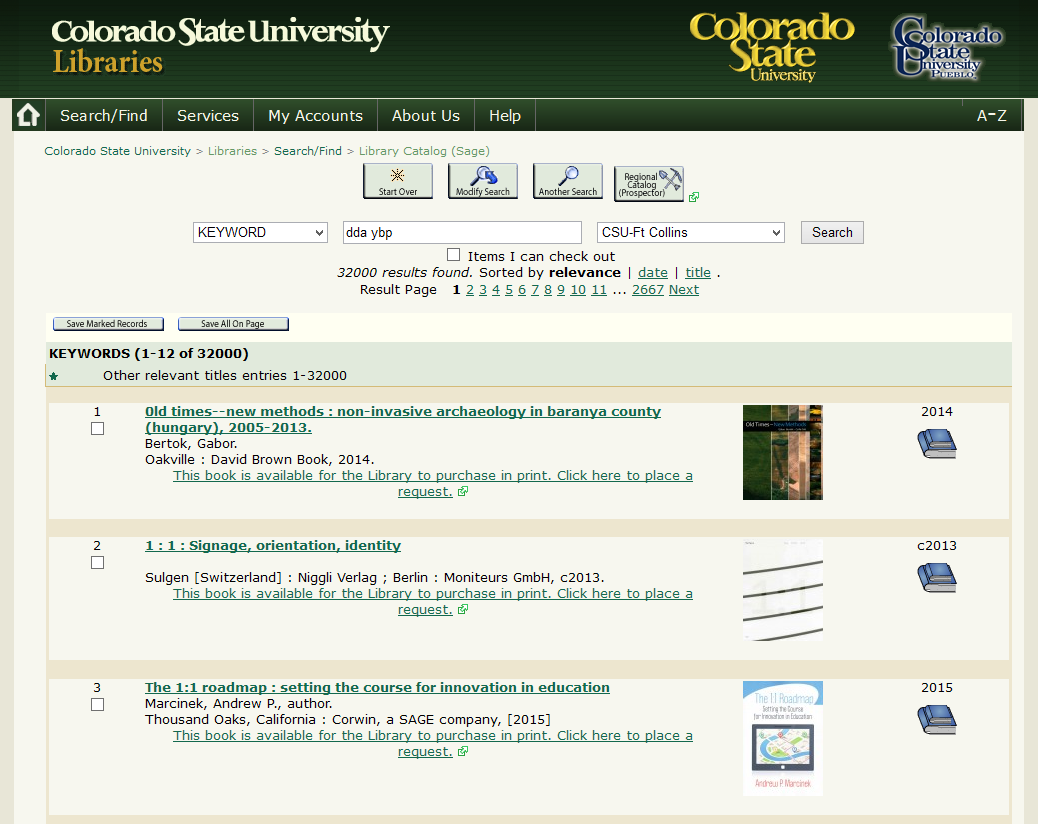 Colorado State University
Libraries
Colorado
State
University
Colorado
State
University
PUEBLO
Search/Find
Services
My Accounts
About Us
Help
A-Z
Colorado State University > Libraries > Search/Find > Library Catalog (Sage)
Start Over
Modify Search
Another Search
Regional
Catalog
(Prospector)
KEYWORD
dda ybp
CSU-Ft Collins
Search
Items I can check out
32000 results found. Sorted by relevance | date | title .
Result Page 1 2 3 4 5 6 7 8 9 10 11 ... 2667 Next
Save Marked Records
Save All On Page
KEYWORDS (1-12 of 32000)
Other relevant titles entries 1-32000
1
0ld times--new methods : non-invasive archaeology in baranya county
(hungary), 2005-2013.
Bertok, Gabor.
Oakville : David Brown Book, 2014.
This book is available for the Library to purchase in print. Click here to place a
request.
Old Times - New Methods
2014
2
1 : 1 : Signage, orientation, identity
Sulgen [Switzerland] : Niggli Verlag ; Berlin : Moniteurs GmbH, c2013.
This book is available for the Library to purchase in print. Click here to place a
request.
1:1
c2013
3
The 1:1 roadmap : setting the course for innovation in education
Marcinek, Andrew P., author.
Thousand Oaks, California : Corwin, a SAGE company, [2015]
This book is available for the Library to purchase in print. Click here to place a
request.
The 1:1 Roadmap
Setting the Course
for Innovation in Education
Andrew P. Marcinek
2015